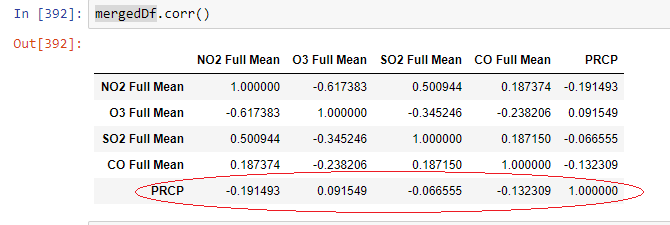 In [392]: mergedDf.corr()
Out[392]:
NO2 Full Mean O3 Full Mean SO2 Full Mean CO Full Mean PRCP
NO2 Full Mean 1.000000 -0.617383 0.500944 0.187374 -0.191493
O3 Full Mean -0.617383 1.000000 -0.345246 -0.238206 0.091549
SO2 Full Mean 0.500944 -0.345246 1.000000 0.187150 -0.066555
CO Full Mean 0.187374 -0.238206 0.187150 1.000000 -0.132309
PRCP -0.191493 0.091549 -0.066555 -0.132309 1.000000